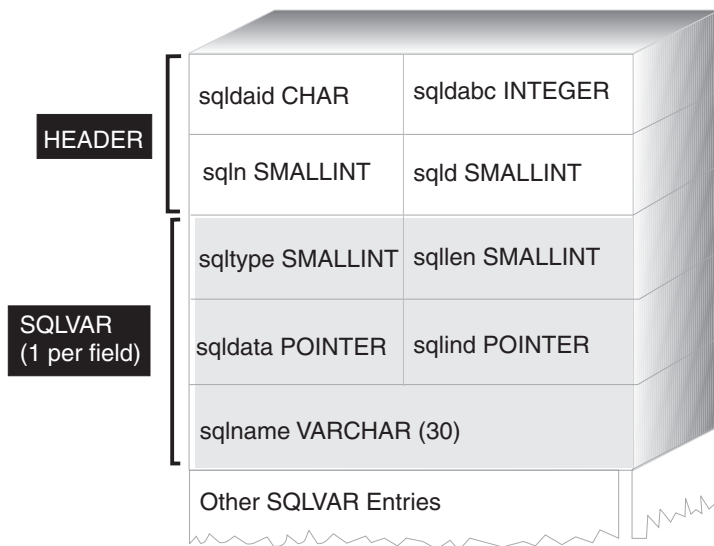 HEADER
sqldaid CHAR
sqldabc INTEGER
sqln SMALLINT
sqld SMALLINT
SQLVAR
(1 per field)
sqltype SMALLINT
sqllen SMALLINT
sqldata POINTER
sqlind POINTER
sqlname VARCHAR (30)
Other SQLVAR Entries